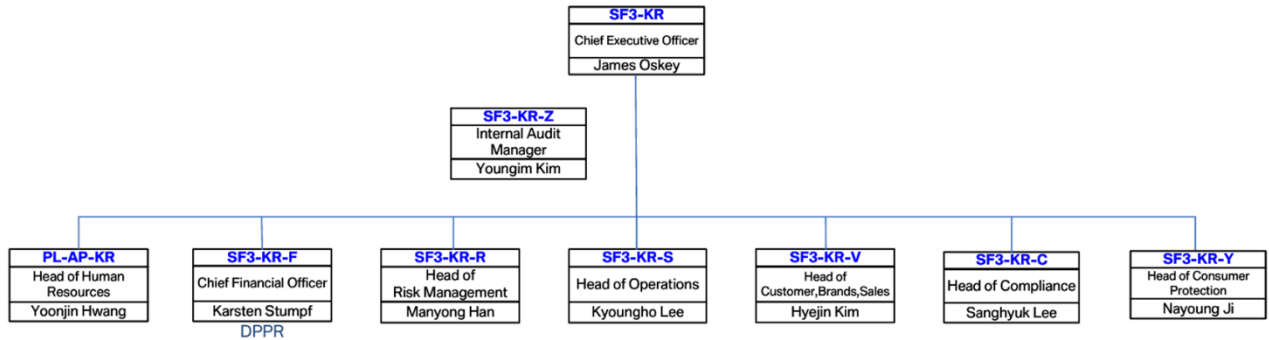 SF3-KR
Chief Executive Officer
James Oskey
SF3-KR-Z
Internal Audit
Manager
Youngim Kim
PL-AP-KR
Head of Human
Resources
Yoonjin Hwang
SF3-KR-F
Chief Financial Officer
Karsten Stumpf
DPPR
SF3-KR-R
Head of
Risk Management
Manyong Han
SF3-KR-S
Head of Operations
Kyoungho Lee
SF3-KR-V
Head of
Customer,Brands,Sales
Hyejin Kim
SF3-KR-C
Head of Compliance
Sanghyuk Lee
SF3-KR-Y
Head of Consumer
Protection
Nayoung Ji